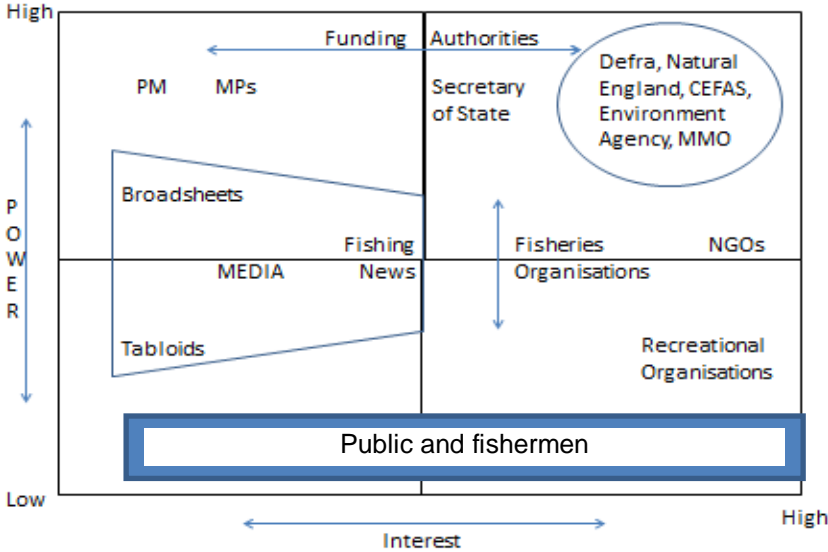 High
Funding Authorities
PM MPs
Secretary
of State
Defra, Natural
England, CEFAS,
Environment
Agency, MMO
P
O
W
E
R
Broadsheets
Fishing
News
MEDIA
Tabloids
Fisheries
Organisations
NGOs
Recreational
Organisations
Public and fishermen
Low
High
Interest